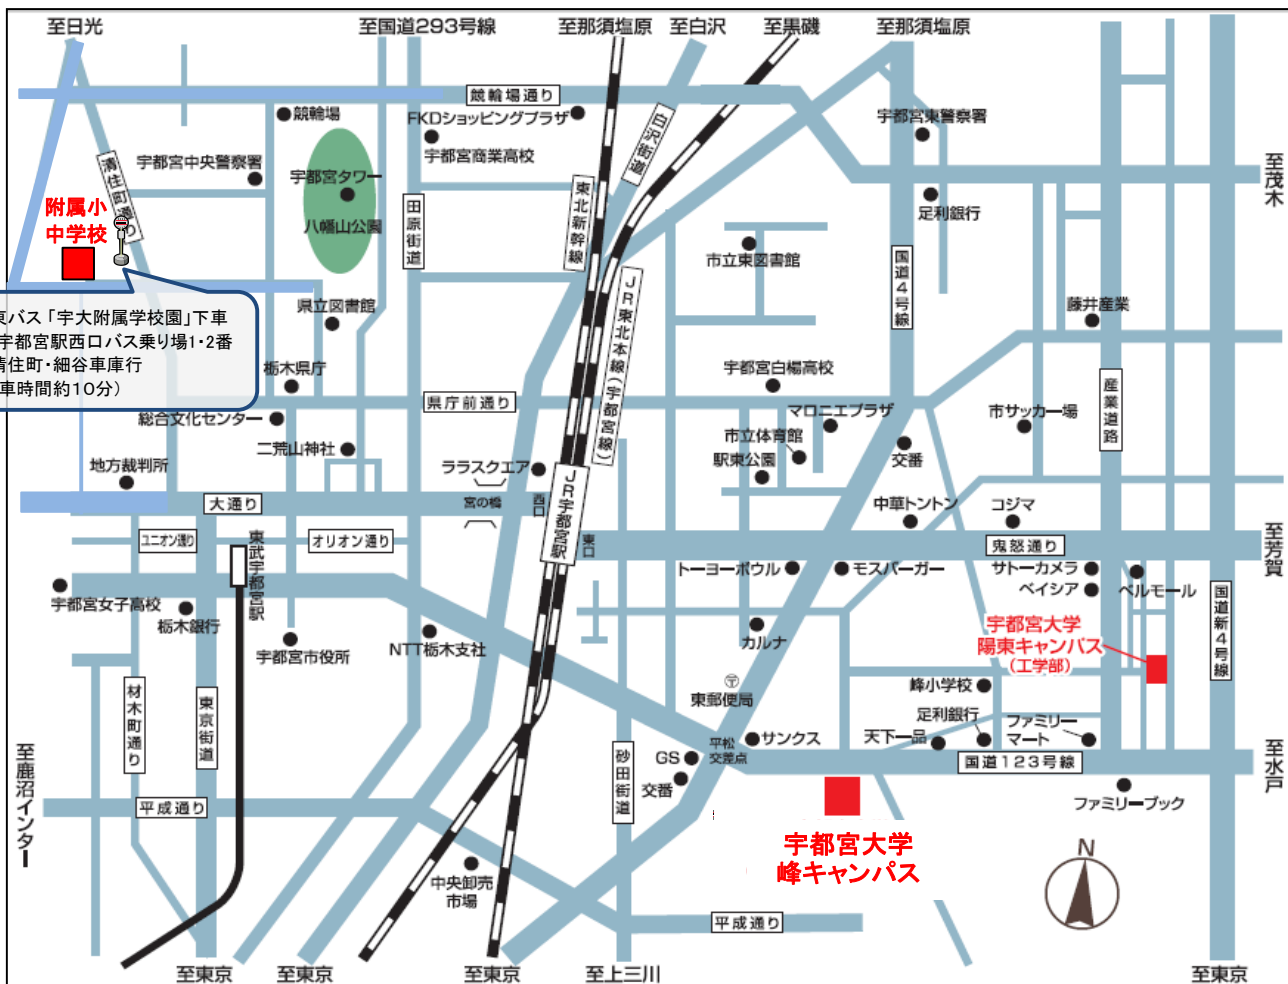 至日光
至国道293号線
至那須塩原
至白沢
至黒磯
至那須塩原
競輪場通り
競輪場
FKDショッピングプラザ
宇都宮商業高校
白沢街道
宇都宮東警察署
至茂木
清住町通り
宇都宮中央警察署
宇都宮タワー
八幡山公園
田原街道
東北新幹線
足利銀行
附属小
中学校
市立東図書館
国道4号線
JR東北本線(宇都宮線)
藤井産業
バス「宇大附属学校園」下車
宇都宮駅西口バス乗り場1・2番
清住町・細谷車庫行
車時間約10分)
県立図書館
栃木県庁
宇都宮白楊高校
産業道路
県庁前通り
マロニエプラザ
市サッカー場
総合文化センター
市立体育館
二荒山神社
駅東公園
交番
地方裁判所
ララスクエア
JR宇都宮駅
大通り
宮の橋
西口
中華トントン
コジマ
ユニオン通り
オリオン通り
東武宇都宮駅
東口
鬼怒通り
至芳賀
トーヨーボウル
モスバーガー
サトーカメラ
ベイシア
ベルモール
国道新4号線
宇都宮女子高校
栃木銀行
宇都宮市役所
NTT栃木支社
カルナ
宇都宮大学
陽東キャンパス
(工学部)
〒
東郵便局
峰小学校
材木町通り
東京街道
足利銀行
ファミリー
マート
天下一品
サンクス
平松
交差点
GS
交番
砂田街道
国道123号線
至水戸
至鹿沼インター
平成通り
ファミリーブック
宇都宮大学
峰キャンパス
N
中央卸売
市場
平成通り
至東京
至東京
至東京
至上三川
至東京